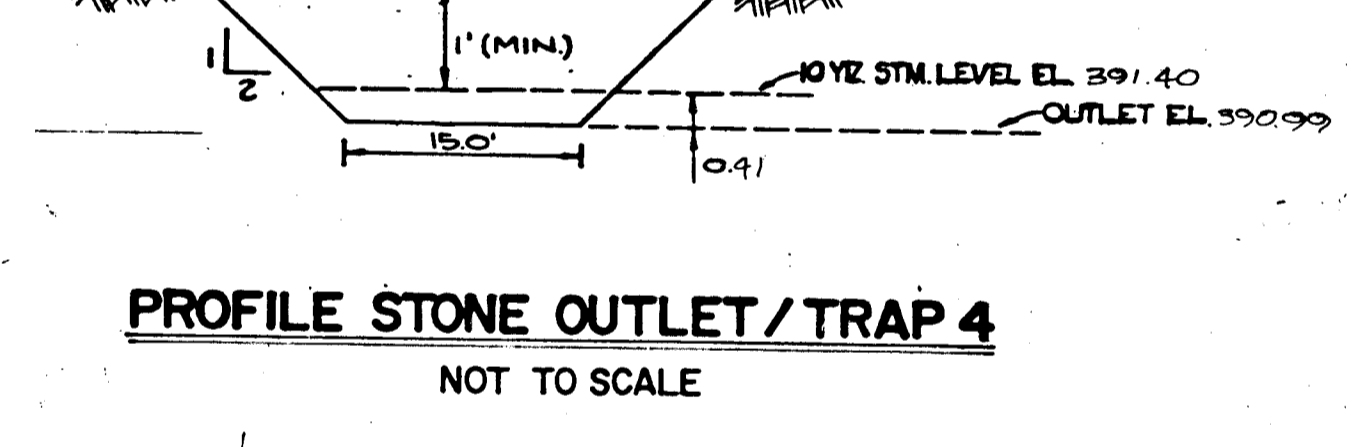 1' (MIN.)
1
2
10 YR. STM. LEVEL EL. 391.40
OUTLET EL. 390.99
15.0'
0.41
PROFILE STONE OUTLET / TRAP 4
NOT TO SCALE